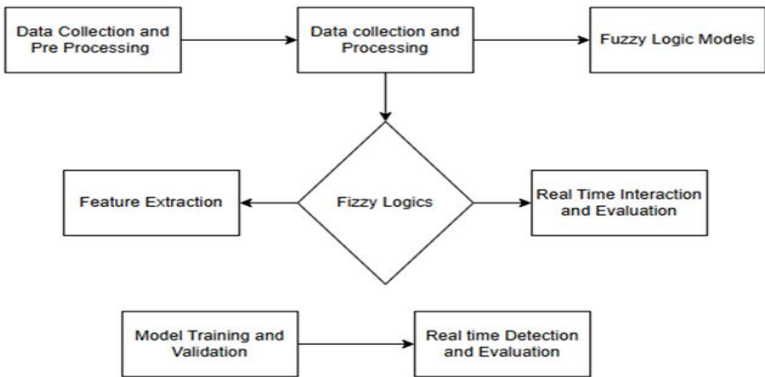 Data Collection and
Pre Processing
Data collection and
Processing
Fuzzy Logic Models
Feature Extraction
Fizzy Logics
Real Time Interaction
and Evaluation
Model Training and
Validation
Real time Detection
and Evaluation